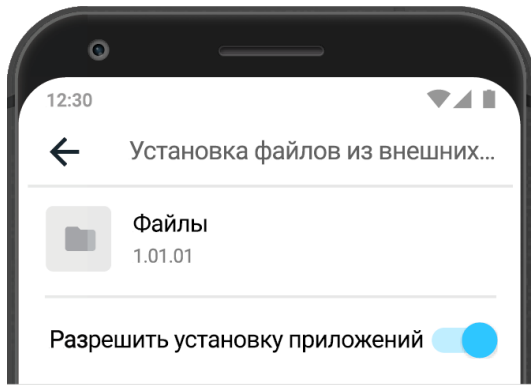 12:30
Установка файлов из внешних...
Файлы
1.01.01
Разрешить установку приложений